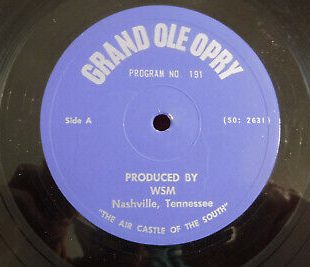 GRAND OLE OPRY
PROGRAM NO. 191
Side A
(SO: 2631)
PRODUCED BY
WSM
Nashville, Tennessee
"THE AIR CASTLE OF THE SOUTH"